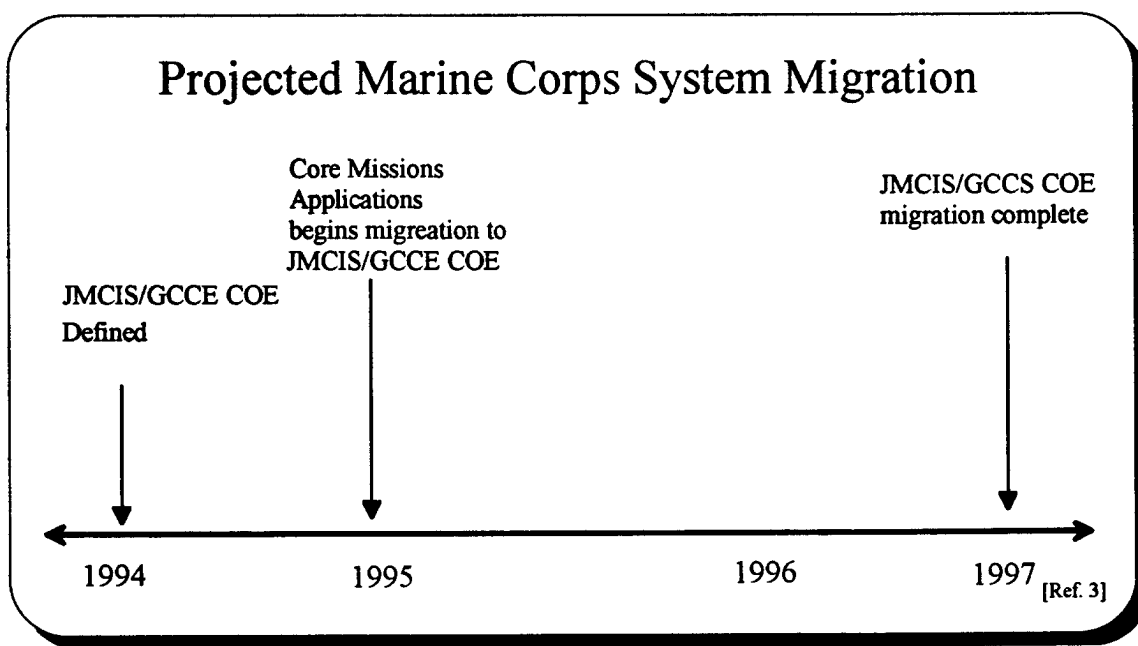 Projected Marine Corps System Migration
Core Missions
Applications
begins migreation to
JMCIS/GCCE COE
JMCIS/GCCE COE
Defined
JMCIS/GCCS COE
migration complete
1994
1995
1996
1997
[Ref. 3]